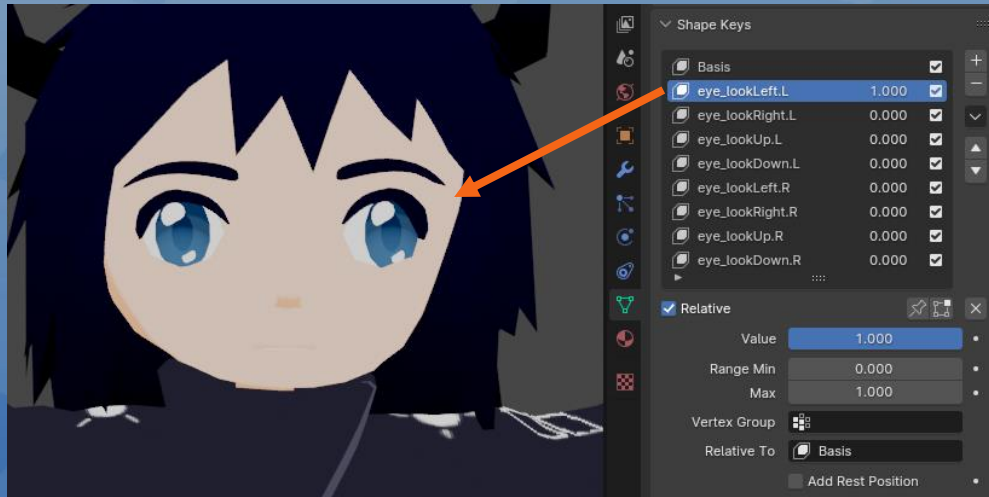 Shape Keys
Basis
eye_lookLeft.L 1.000
eye_lookRight.L 0.000
eye_lookUp.L 0.000
eye_lookDown.L 0.000
eye_lookLeft.R 0.000
eye_lookRight.R 0.000
eye_lookUp.R 0.000
eye_lookDown.R 0.000
Relative
Value 1.000
Range Min 0.000
Max 1.000
Vertex Group
Relative To Basis
Add Rest Position